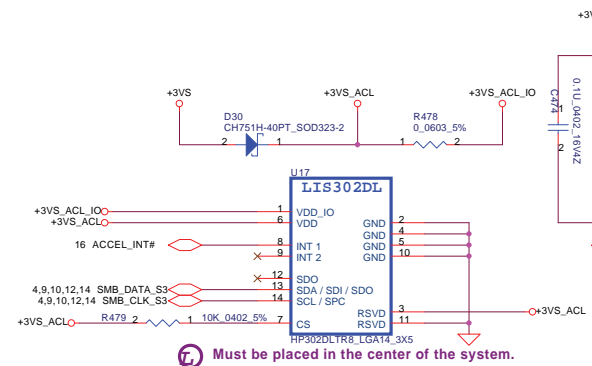 +3V
+3VS
+3VS_ACL
+3VS_ACL_IO
D30
CH751H-40PT_SOD323-2
2
1
R478
0_0603_5%
1
2
C474
0.1U_0402_16V4Z
1
2
U17
LIS302DL
+3VS_ACL_IO
1
VDD_IO
+3VS_ACL
6
VDD
16 ACCEL_INT#
8
INT 1
9
INT 2
12
SDO
4,9,10,12,14 SMB_DATA_S3
13
SDA / SDI / SDO
4,9,10,12,14 SMB_CLK_S3
14
SCL / SPC
+3VS_ACL
R479
2
1
10K_0402_5%
7
CS
GND
2
GND
4
GND
5
GND
10
RSVD
3
+3VS_ACL
RSVD
11
HP302DLTR8_LGA14_3X5
Must be placed in the center of the system.